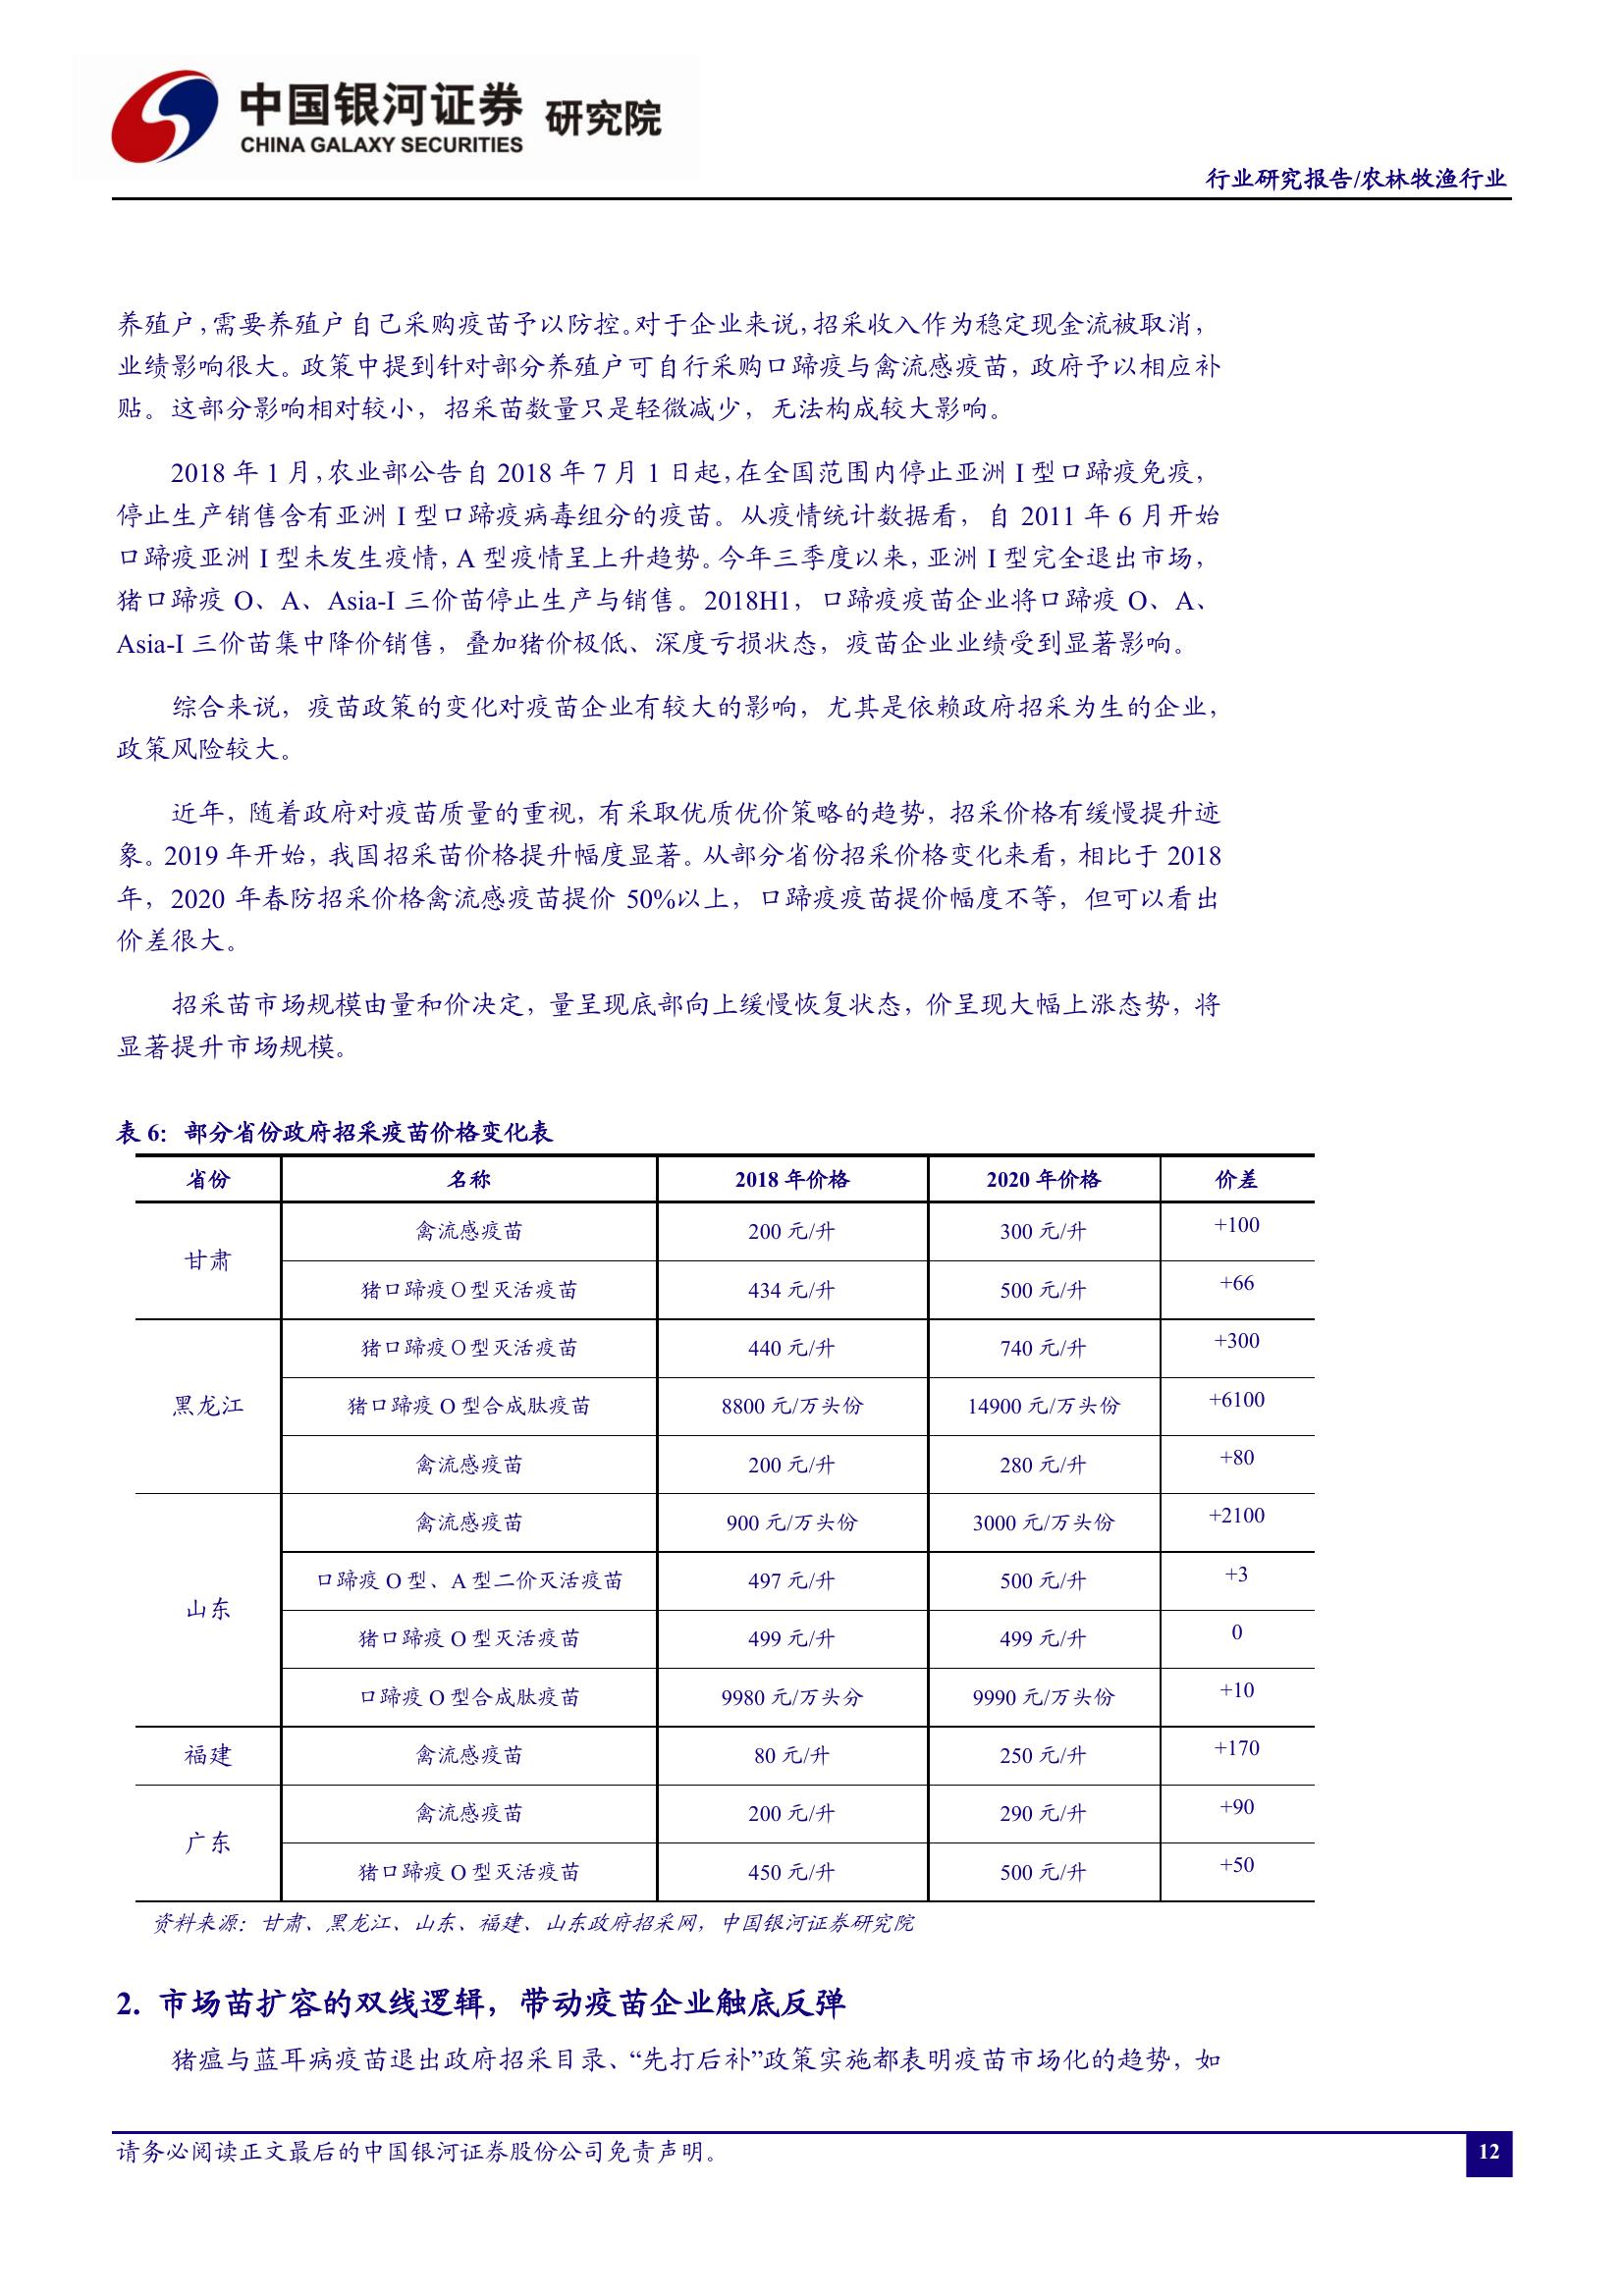 中国银河证券 研究院
CHINA GALAXY SECURITIES
行业研究报告/农林牧渔行业
养殖户，需要养殖户自己采购疫苗予以防控。对于企业来说，招采收入作为稳定现金流被取消，
业绩影响很大。政策中提到针对部分养殖户可自行采购口蹄疫与禽流感疫苗，政府予以相应补
贴。这部分影响相对较小，招采苗数量只是轻微减少，无法构成较大影响。
2018 年 1 月，农业部公告自 2018 年 7 月 1 日起，在全国范围内停止亚洲 I 型口蹄疫免疫，
停止生产销售含有亚洲 I 型口蹄疫病毒组分的疫苗。从疫情统计数据看，自 2011 年 6 月开始
口蹄疫亚洲 I 型未发生疫情，A 型疫情呈上升趋势。今年三季度以来，亚洲 I 型完全退出市场，
猪口蹄疫 O、A、Asia-I 三价苗停止生产与销售。2018H1，口蹄疫疫苗企业将口蹄疫 O、A、
Asia-I 三价苗集中降价销售，叠加猪价极低、深度亏损状态，疫苗企业业绩受到显著影响。
综合来说，疫苗政策的变化对疫苗企业有较大的影响，尤其是依赖政府招采为生的企业，
政策风险较大。
近年，随着政府对疫苗质量的重视，有采取优质优价策略的趋势，招采价格有缓慢提升迹
象。2019 年开始，我国招采苗价格提升幅度显著。从部分省份招采价格变化来看，相比于 2018
年，2020 年春防招采价格禽流感疫苗提价 50%以上，口蹄疫疫苗提价幅度不等，但可以看出
价差很大。
招采苗市场规模由量和价决定，量呈现底部向上缓慢恢复状态，价呈现大幅上涨态势，将
显著提升市场规模。
表 6：部分省份政府招采疫苗价格变化表
省份 名称 2018 年价格 2020 年价格 价差
甘肃 禽流感疫苗 200 元/升 300 元/升 +100
猪口蹄疫O型灭活疫苗 434 元/升 500 元/升 +66
黑龙江 猪口蹄疫O型灭活疫苗 440 元/升 740 元/升 +300
猪口蹄疫 O 型合成肽疫苗 8800 元/万头份 14900 元/万头份 +6100
禽流感疫苗 200 元/升 280 元/升 +80
山东 禽流感疫苗 900 元/万头份 3000 元/万头份 +2100
口蹄疫 O 型、A 型二价灭活疫苗 497 元/升 500 元/升 +3
猪口蹄疫 O 型灭活疫苗 499 元/升 499 元/升 0
口蹄疫 O 型合成肽疫苗 9980 元/万头分 9990 元/万头份 +10
福建 禽流感疫苗 80 元/升 250 元/升 +170
广东 禽流感疫苗 200 元/升 290 元/升 +90
猪口蹄疫 O 型灭活疫苗 450 元/升 500 元/升 +50
资料来源：甘肃、黑龙江、山东、福建、山东政府招采网，中国银河证券研究院
2. 市场苗扩容的双线逻辑，带动疫苗企业触底反弹
猪瘟与蓝耳病疫苗退出政府招采目录、“先打后补”政策实施都表明疫苗市场化的趋势，如
请务必阅读正文最后的中国银河证券股份公司免责声明。
12